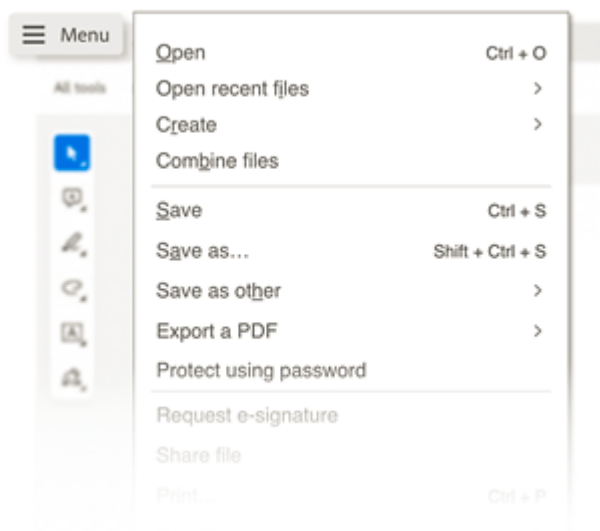 Menu
All tools
Open Ctrl + O
Open recent files
Create
Combine files
Save Ctrl + S
Save as... Shift + Ctrl + S
Save as other
Export a PDF
Protect using password
Request e-signature
Share file
Print... Ctrl + P